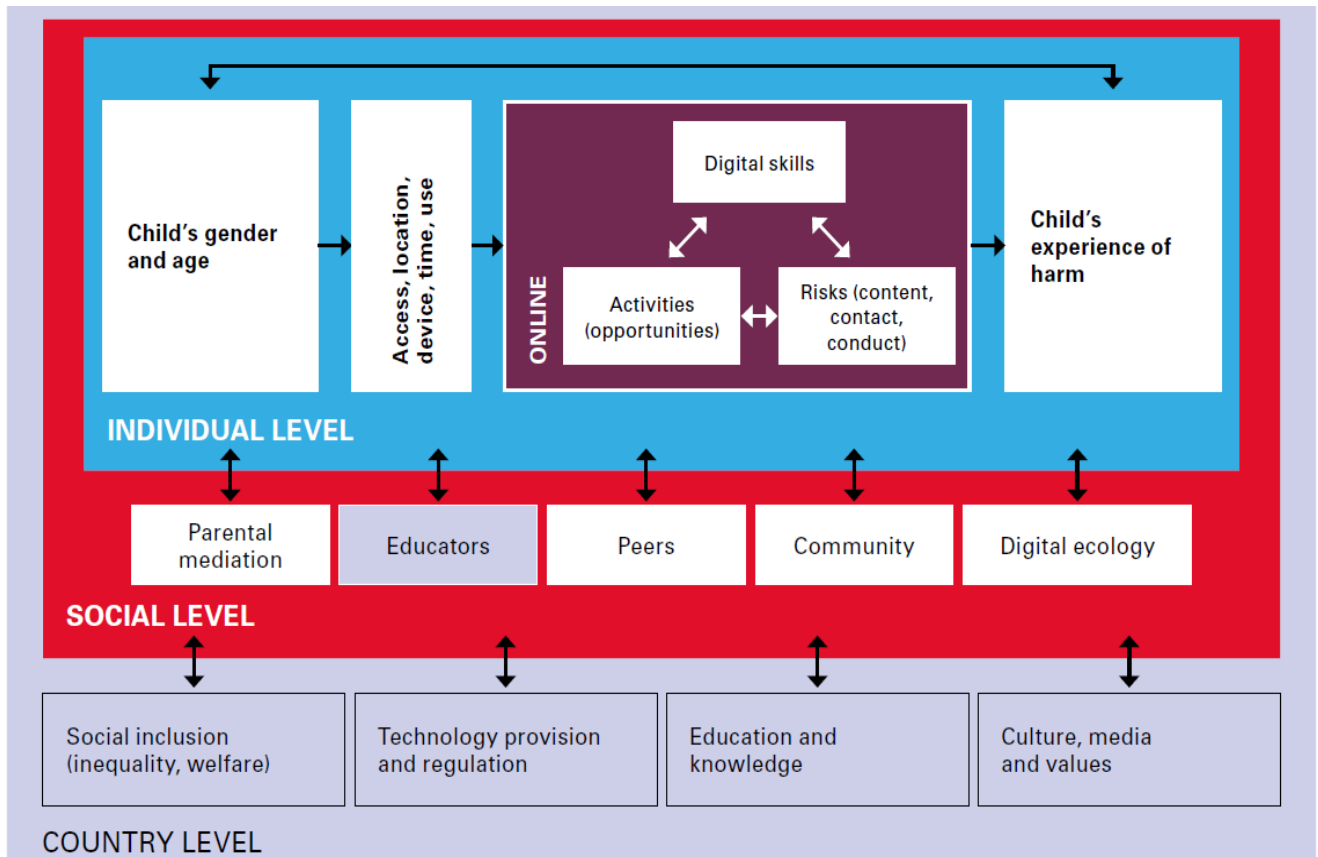 Child's gender
and age
Access, location,
device, time, use
ONLINE
Digital skills
Activities
(opportunities)
Risks (content,
contact,
conduct)
Child's
experience of
harm
INDIVIDUAL LEVEL
Parental
mediation
Educators
Peers
Community
Digital ecology
SOCIAL LEVEL
Social inclusion
(inequality, welfare)
Technology provision
and regulation
Education and
knowledge
Culture, media
and values
COUNTRY LEVEL